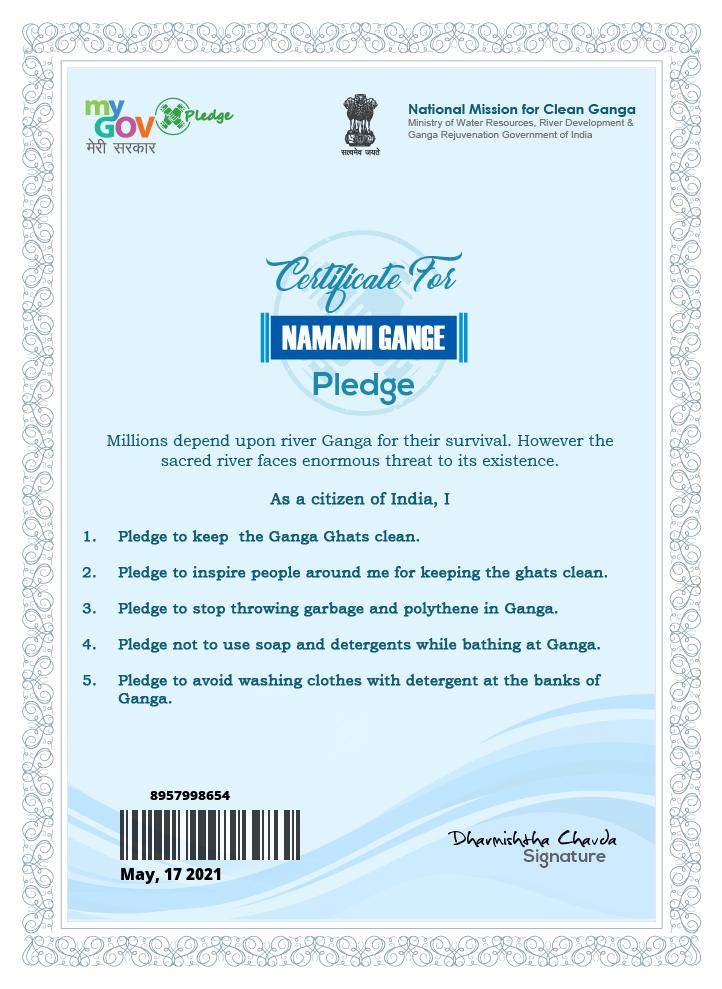 my
GOV
मेरी सरकार
Pledge
सत्यमेव जयते
National Mission for Clean Ganga
Ministry of Water Resources, River Development &
Ganga Rejuvenation Government of India
Certificate For
NAMAMI GANGE
Pledge
Millions depend upon river Ganga for their survival. However the
sacred river faces enormous threat to its existence.
As a citizen of India, I
1. Pledge to keep the Ganga Ghats clean.
2. Pledge to inspire people around me for keeping the ghats clean.
3. Pledge to stop throwing garbage and polythene in Ganga.
4. Pledge not to use soap and detergents while bathing at Ganga.
5. Pledge to avoid washing clothes with detergent at the banks of
Ganga.
8957998654
May, 17 2021
Dharmishtha Chavda
Signature